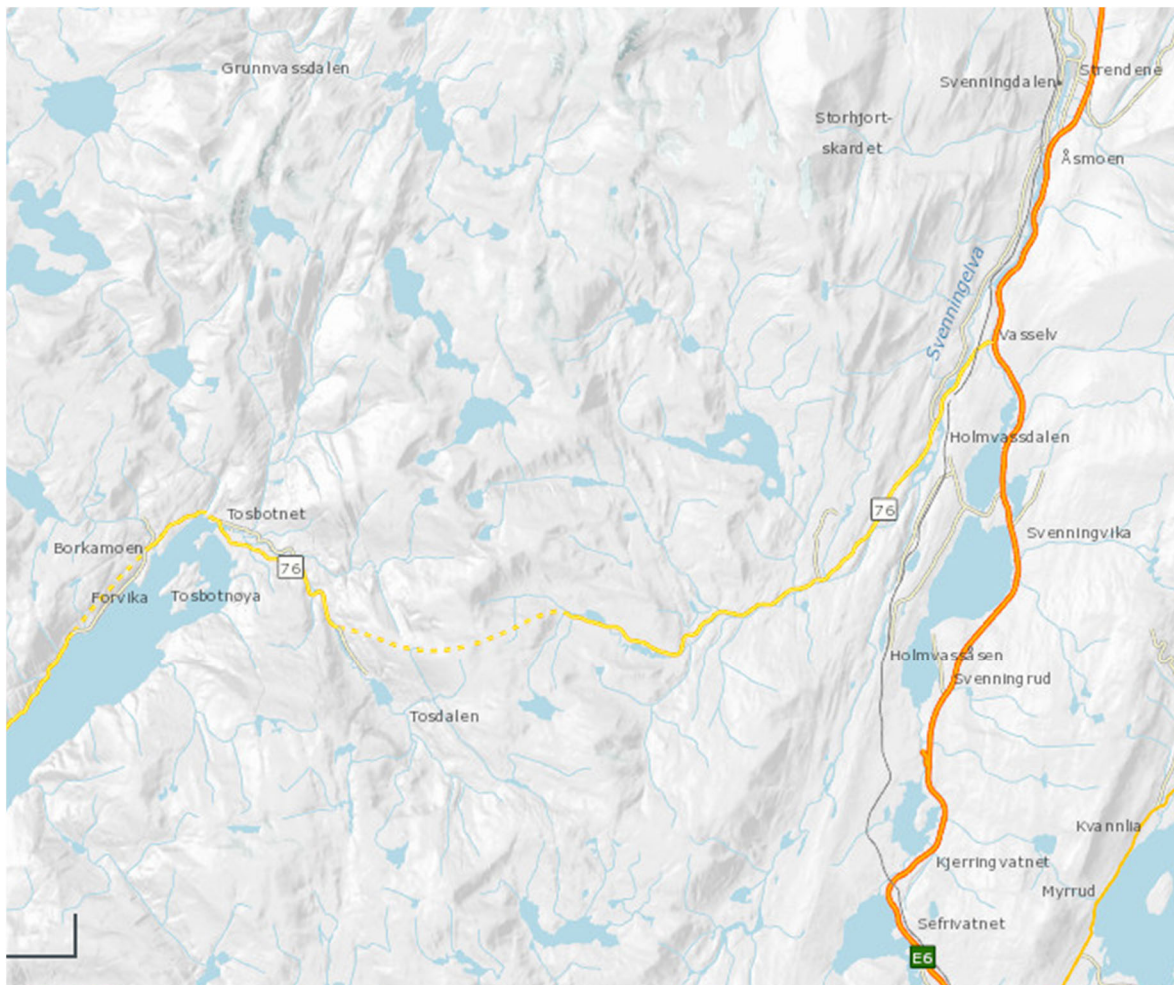 Grunnvassdalen
Strendene
Svenningdalen
Storhjort-
skardet
Åsmoen
Svenningelva
Vasselv
Holmvassdalen
76
Tosbotnet
Svenningvika
Borkamoen
76
Forvika
Tosbotnøya
Holmvassåsen
Svenningrud
Tosdalen
Kvannlia
Kjerringvatnet
Myrrud
Sefrivatnet
E6